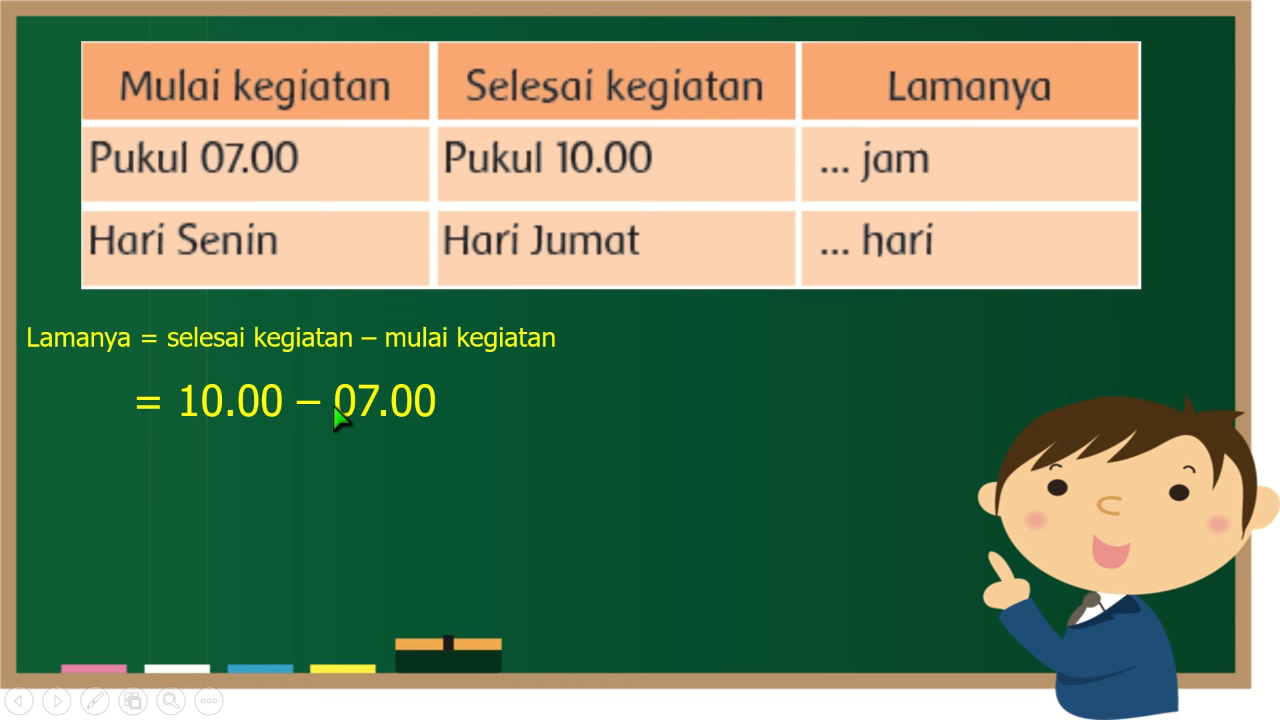 Mulai kegiatan Selesai kegiatan Lamanya
Pukul 07.00 Pukul 10.00 ... jam
Hari Senin Hari Jumat ... hari
Lamanya = selesai kegiatan – mulai kegiatan
= 10.00 – 07.00